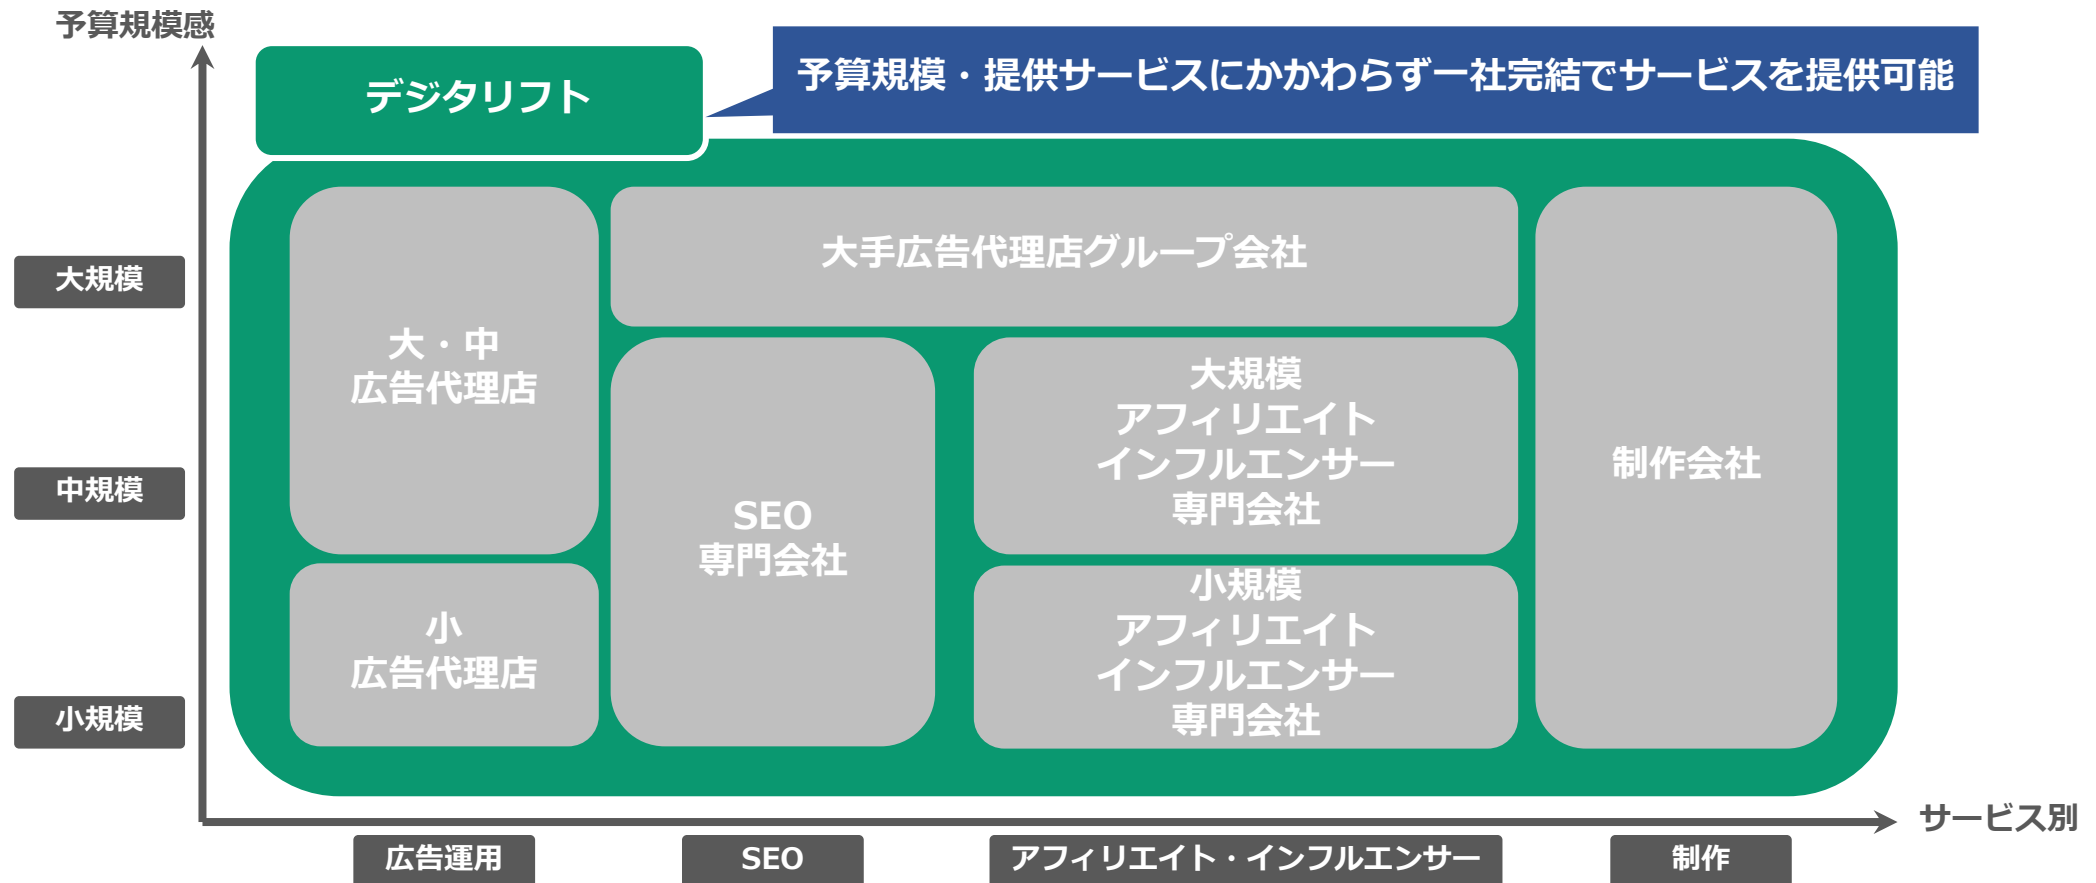 予算規模感
デジタリフト
予算規模・提供サービスにかかわらず一社完結でサービスを提供可能
大規模
中規模
小規模
大・中
広告代理店
小
広告代理店
大手広告代理店グループ会社
SEO
専門会社
大規模
アフィリエイト
インフルエンサー
専門会社
小規模
アフィリエイト
インフルエンサー
専門会社
制作会社
サービス別
広告運用
SEO
アフィリエイト・インフルエンサー
制作